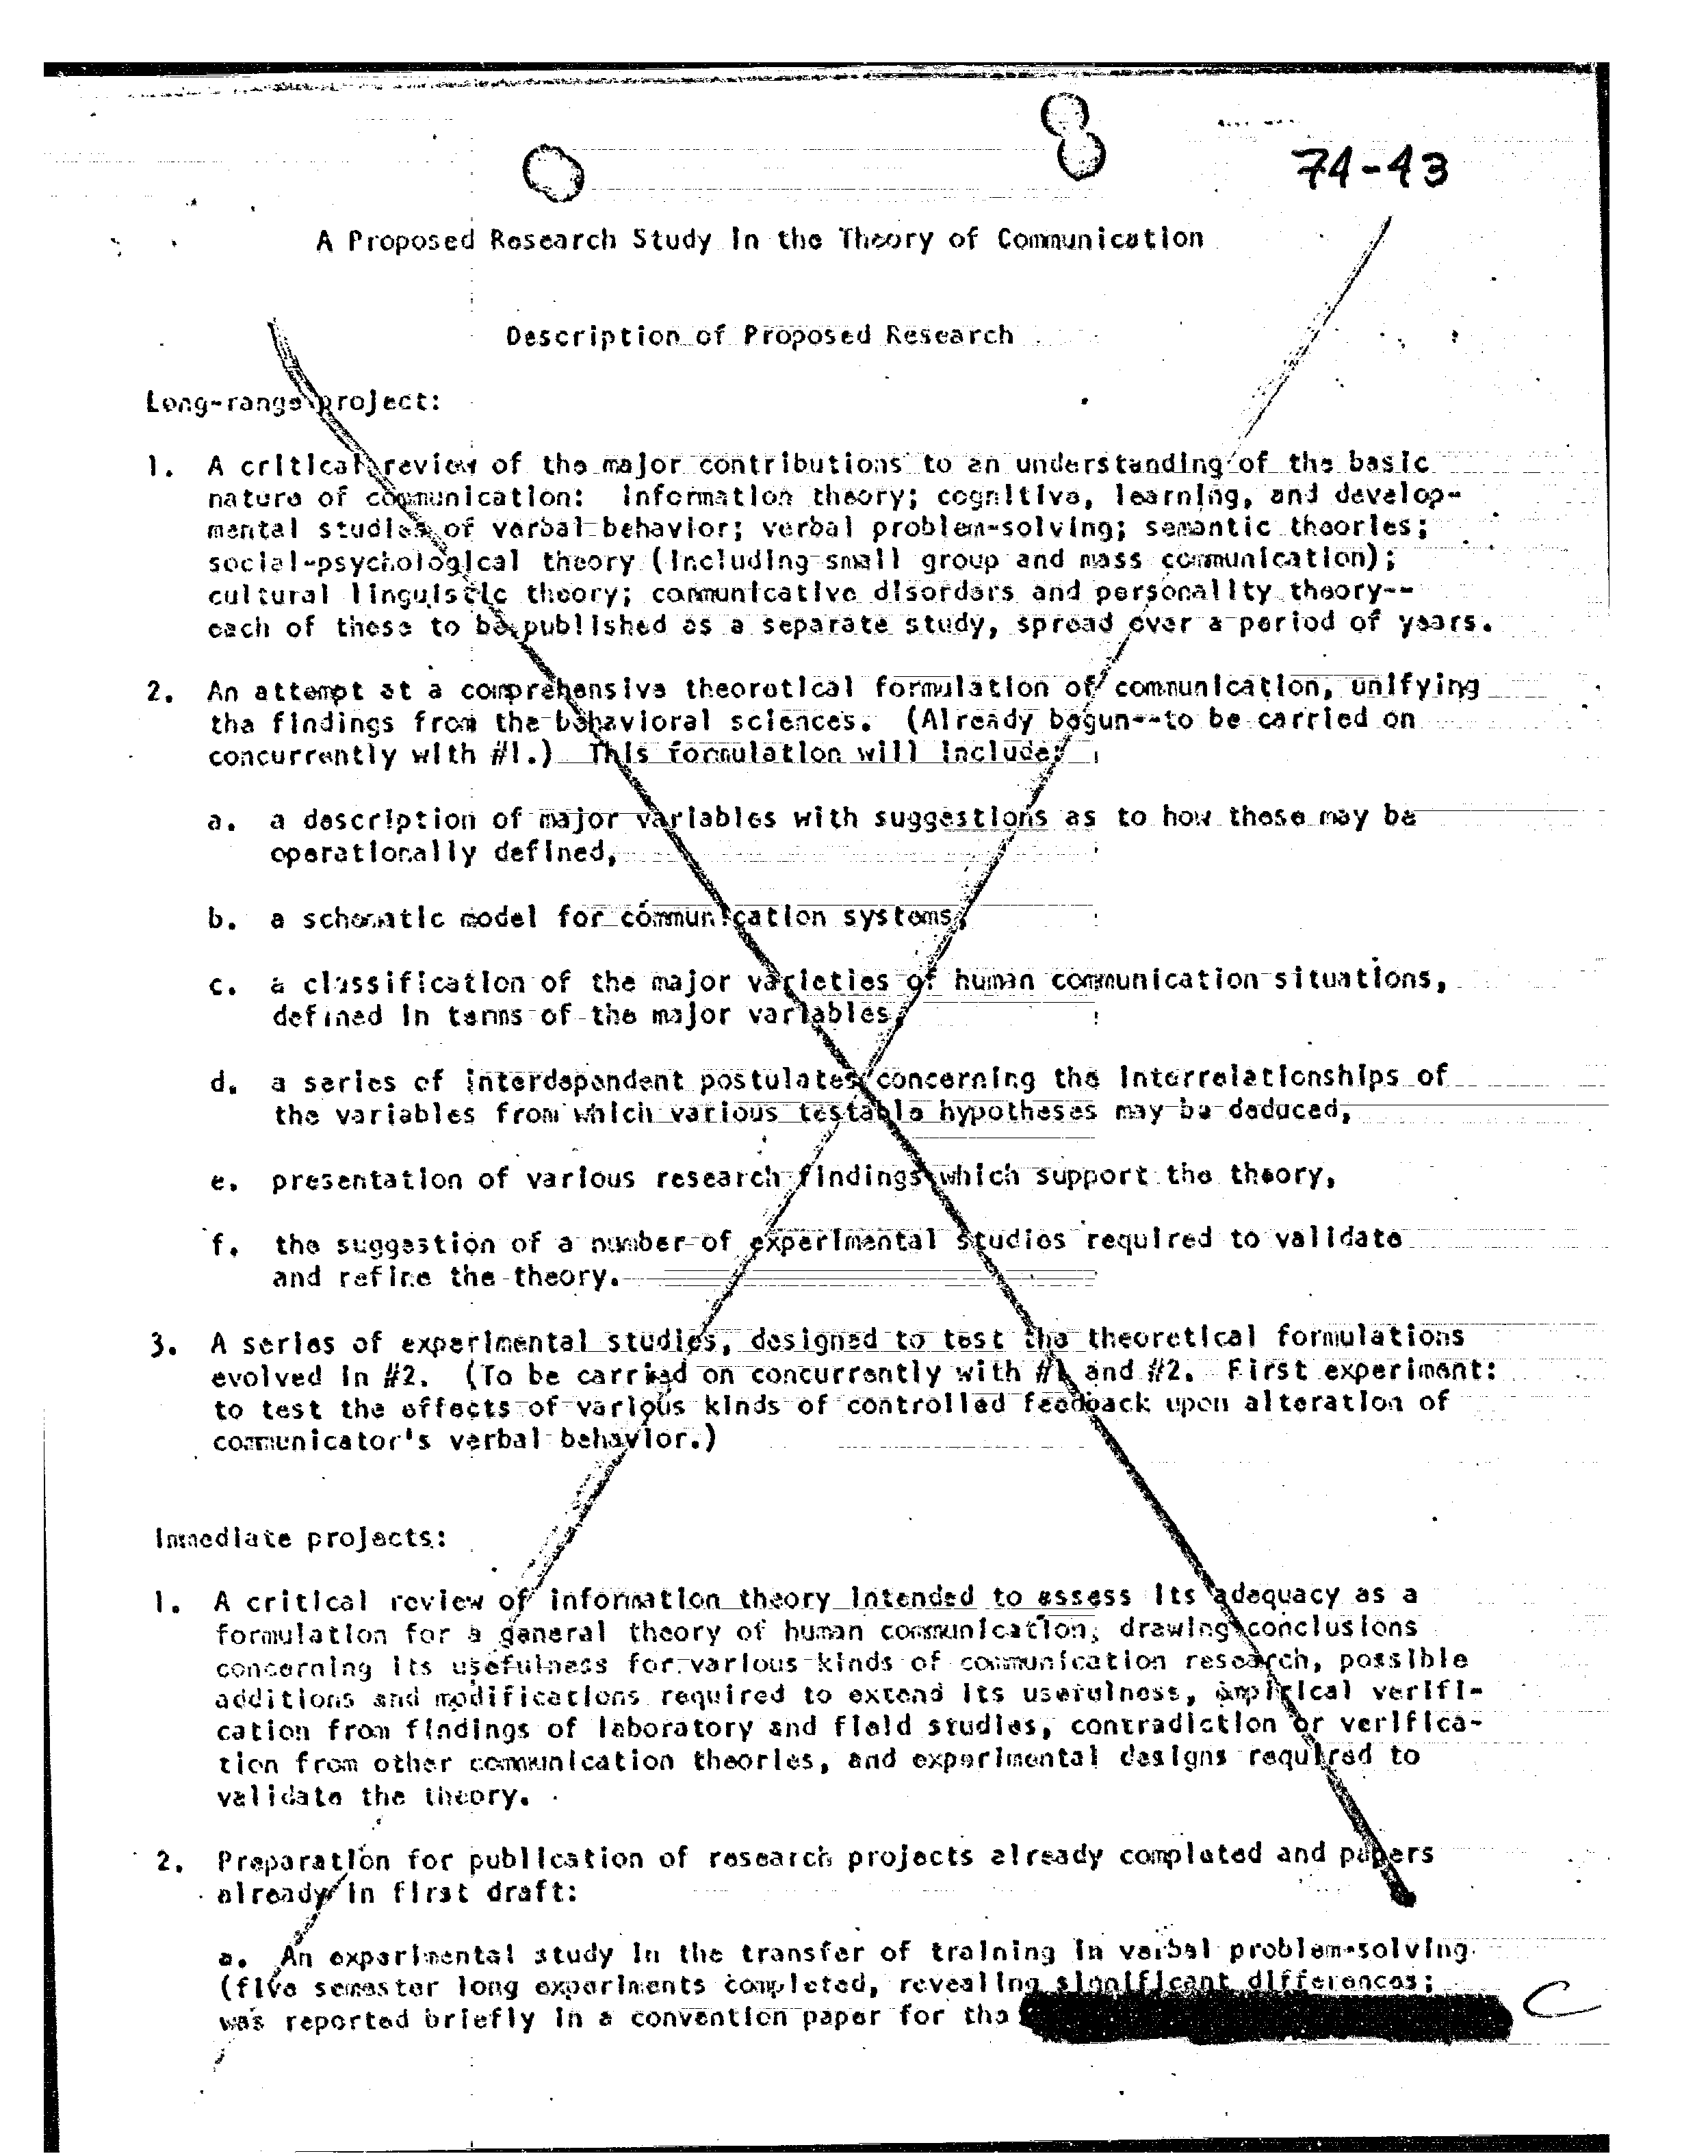 74-43
A Proposed Research Study in the Theory of Communication
Description of Proposed Research
Long-range project:
1. A critical review of the major contributions to an understanding of the basic
nature of communication: information theory; cognitive, learning, and develop-
mental studies of verbal behavior; verbal problem-solving; semantic theories;
social-psychological theory (including small group and mass communication);
cultural linguistic theory; communicative disorders and personality theory--
each of these to be published as a separate study, spread over a period of years.
2. An attempt at a comprehensive theoretical formulation of communication, unifying
the findings from the behavioral sciences. (Already begun--to be carried on
concurrently with #1.) This formulation will include:
a. a description of major variables with suggestions as to how these may be
operationally defined,
b. a schematic model for communication systems,
c. a classification of the major varieties of human communication situations,
defined in terms of the major variables,
d. a series of interdependent postulates concerning the interrelationships of
the variables from which various testable hypotheses may be deduced,
e. presentation of various research findings which support the theory,
f. the suggestion of a number of experimental studies required to validate
and refine the theory.
3. A series of experimental studies, designed to test the theoretical formulations
evolved in #2. (To be carried on concurrently with #1 and #2. First experiment:
to test the effects of various kinds of controlled feedback upon alteration of
communicator's verbal behavior.)
Immediate projects:
1. A critical review of information theory intended to assess its adequacy as a
formulation for a general theory of human communication, drawing conclusions
concerning its usefulness for various kinds of communication research, possible
additions and modifications required to extend its usefulness, empirical verifi-
cation from findings of laboratory and field studies, contradiction or verifica-
tion from other communication theories, and experimental designs required to
validate the theory.
2. Preparation for publication of research projects already completed and papers
already in first draft:
a. An experimental study in the transfer of training in verbal problem-solving
(five semester long experiments completed, revealing significant differences;
was reported briefly in a convention paper for the
C